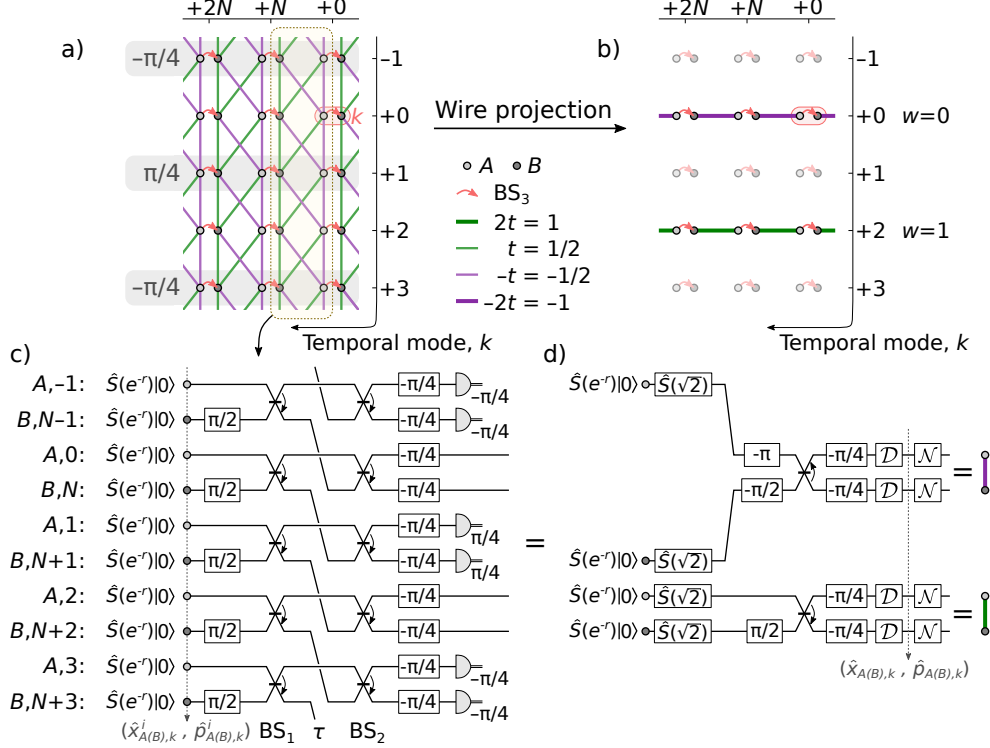 +2N +N +0
+2N +N +0
a)
b)
–π/4
–1
–1
k
+0
Wire projection
+0 w=0
A B
π/4
+1
+1
BS3
2t = 1
t = 1/2
+2
+2 w=1
–t = –1/2
–π/4
+3
–2t = –1
+3
Temporal mode, k
Temporal mode, k
c)
d)
A,–1: Ŝ(e⁻ʳ)|0⟩ -π/4 –π/4
B,N–1: Ŝ(e⁻ʳ)|0⟩ π/2 -π/4 –π/4
A,0: Ŝ(e⁻ʳ)|0⟩ -π/4
B,N: Ŝ(e⁻ʳ)|0⟩ π/2 -π/4
A,1: Ŝ(e⁻ʳ)|0⟩ -π/4 π/4
B,N+1: Ŝ(e⁻ʳ)|0⟩ π/2 -π/4 π/4
A,2: Ŝ(e⁻ʳ)|0⟩ -π/4
B,N+2: Ŝ(e⁻ʳ)|0⟩ π/2 -π/4
A,3: Ŝ(e⁻ʳ)|0⟩ -π/4 –π/4
B,N+3: Ŝ(e⁻ʳ)|0⟩ π/2 -π/4 –π/4
(x̂ⁱA(B),k , p̂ⁱA(B),k) BS1 τ BS2
=
Ŝ(e⁻ʳ)|0⟩ Ŝ(√2)
-π -π/4 𝒟 𝒩 =
-π/2 -π/4 𝒟 𝒩
Ŝ(e⁻ʳ)|0⟩ Ŝ(√2)
Ŝ(e⁻ʳ)|0⟩ Ŝ(√2) -π/4 𝒟 𝒩 =
Ŝ(e⁻ʳ)|0⟩ Ŝ(√2) π/2 -π/4 𝒟 𝒩
(x̂A(B),k , p̂A(B),k)